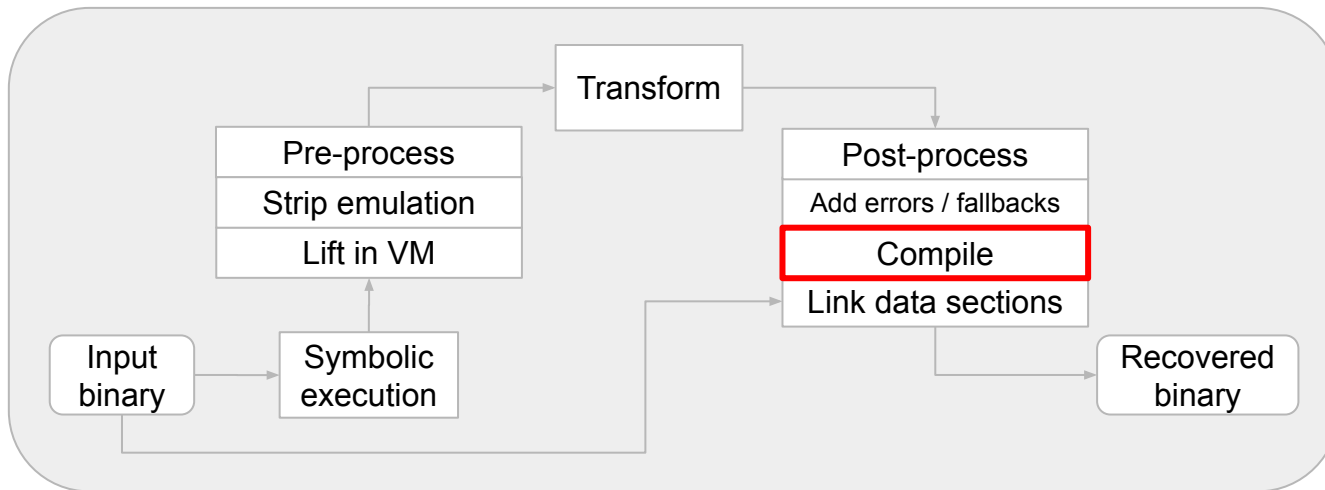 Transform
Pre-process
Strip emulation
Lift in VM
Post-process
Add errors / fallbacks
Compile
Link data sections
Input
binary
Symbolic
execution
Recovered
binary